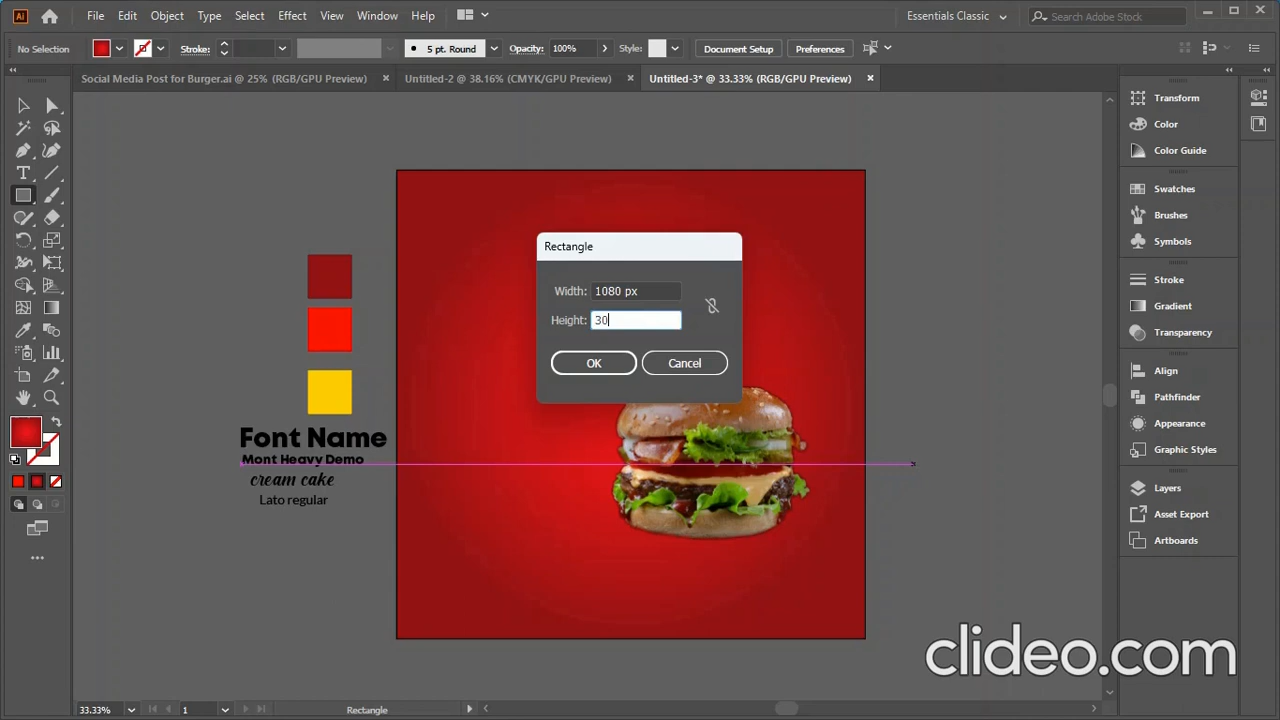 Ai File Edit Object Type Select Effect View Window Help Essentials Classic Search Adobe Stock
No Selection Stroke: 5 pt. Round Opacity: 100% Style: Document Setup Preferences
Social Media Post for Burger.ai @ 25% (RGB/GPU Preview) Untitled-2 @ 38.16% (CMYK/GPU Preview) Untitled-3* @ 33.33% (RGB/GPU Preview)
Transform
Color
Color Guide
Swatches
Brushes
Symbols
Stroke
Gradient
Transparency
Align
Pathfinder
Appearance
Graphic Styles
Layers
Asset Export
Artboards
Rectangle
Width: 1080 px
Height: 30
OK Cancel
Font Name
Mont Heavy Demo
cream cake
Lato regular
clideo.com
33.33% 1 Rectangle